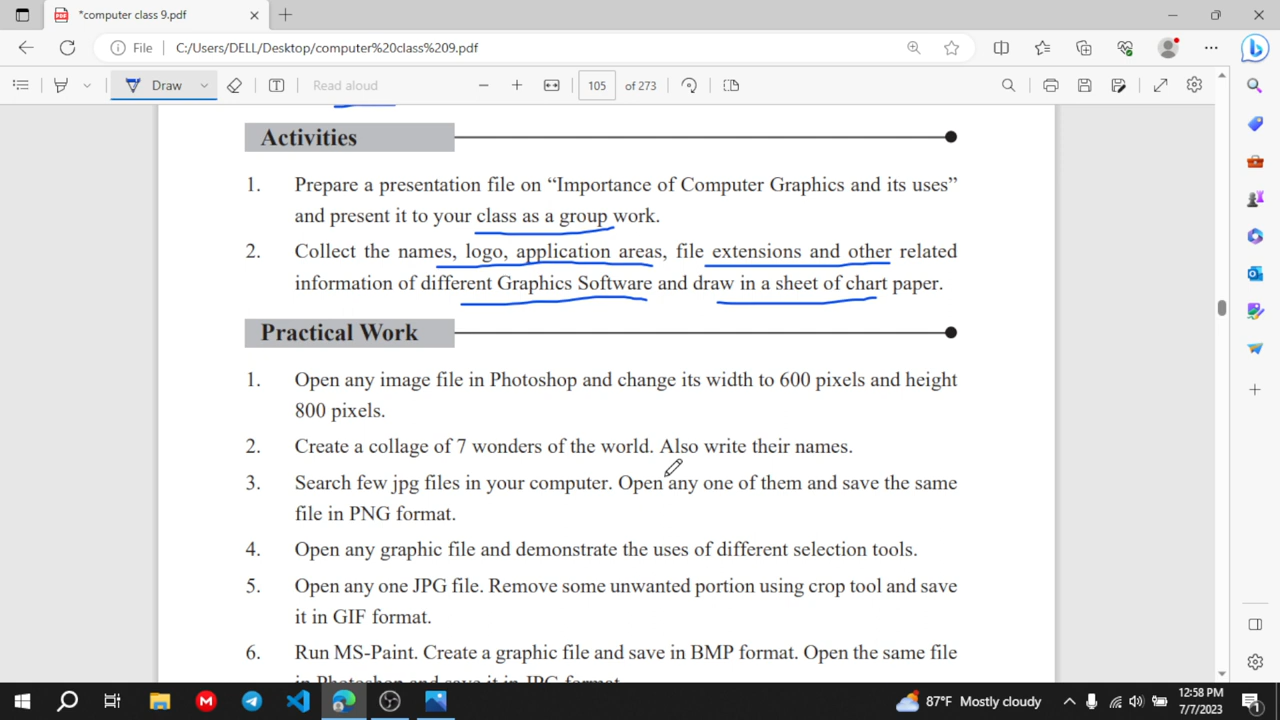 *computer class 9.pdf
File C:/Users/DELL/Desktop/computer%20class%209.pdf
Draw Read aloud 105 of 273
Activities
1. Prepare a presentation file on “Importance of Computer Graphics and its uses”
and present it to your class as a group work.
2. Collect the names, logo, application areas, file extensions and other related
information of different Graphics Software and draw in a sheet of chart paper.
Practical Work
1. Open any image file in Photoshop and change its width to 600 pixels and height
800 pixels.
2. Create a collage of 7 wonders of the world. Also write their names.
3. Search few jpg files in your computer. Open any one of them and save the same
file in PNG format.
4. Open any graphic file and demonstrate the uses of different selection tools.
5. Open any one JPG file. Remove some unwanted portion using crop tool and save
it in GIF format.
6. Run MS-Paint. Create a graphic file and save in BMP format. Open the same file
in Photoshop and save it in JPG format.
87°F Mostly cloudy
12:58 PM
7/7/2023